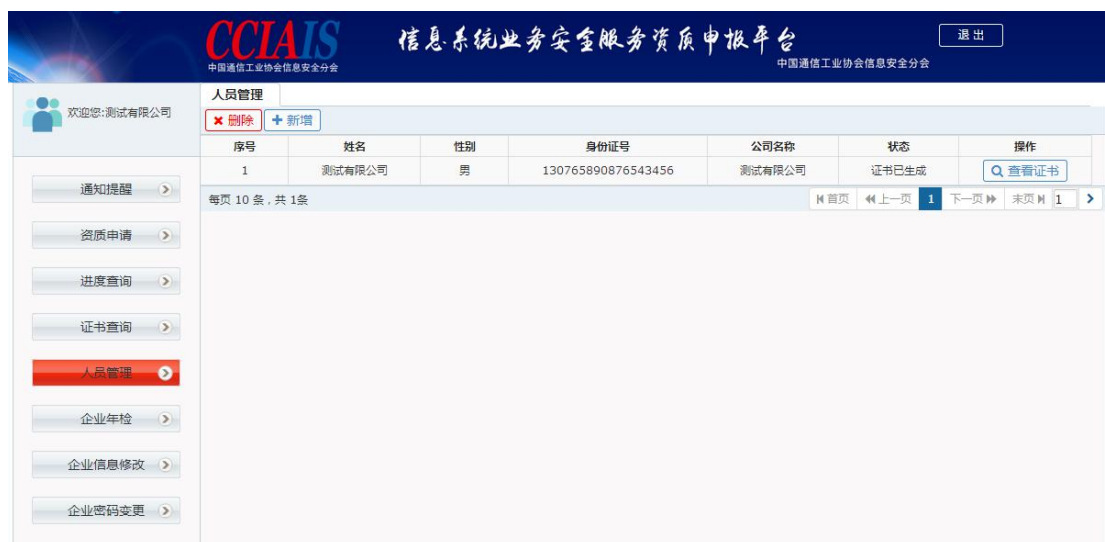 CCIAIS
中国通信工业协会信息安全分会
信息系统业务安全服务资质申报平台
中国通信工业协会信息安全分会
退出
欢迎您:测试有限公司
人员管理
删除 新增
序号 姓名 性别 身份证号 公司名称 状态 操作
1 测试有限公司 男 130765890876543456 测试有限公司 证书已生成 查看证书
每页 10 条 , 共 1条 首页 上一页 1 下一页 末页 1
通知提醒
资质申请
进度查询
证书查询
人员管理
企业年检
企业信息修改
企业密码变更